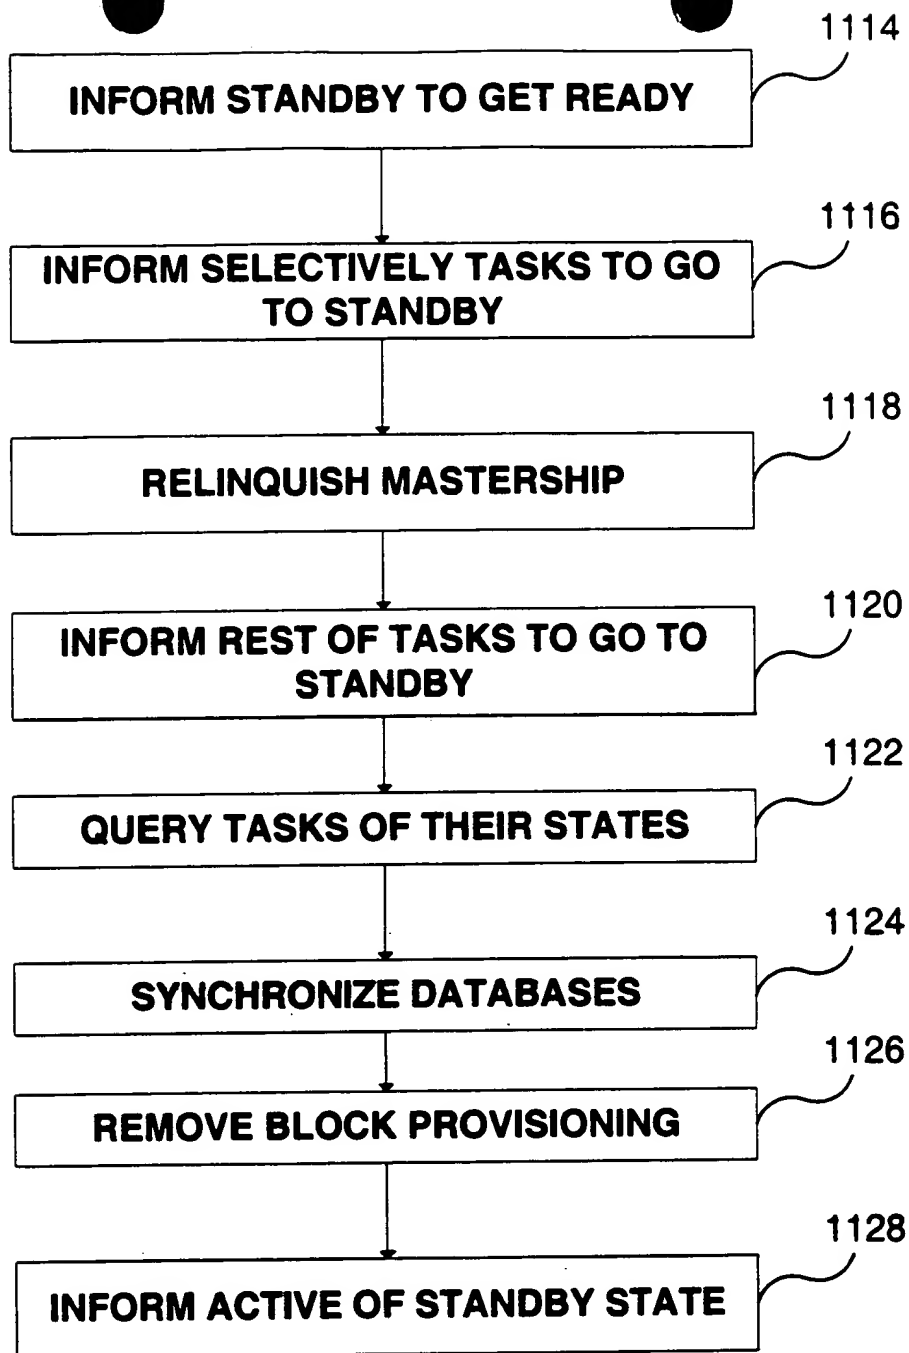 1114
INFORM STANDBY TO GET READY
1116
INFORM SELECTIVELY TASKS TO GO
TO STANDBY
1118
RELINQUISH MASTERSHIP
1120
INFORM REST OF TASKS TO GO TO
STANDBY
1122
QUERY TASKS OF THEIR STATES
1124
SYNCHRONIZE DATABASES
1126
REMOVE BLOCK PROVISIONING
1128
INFORM ACTIVE OF STANDBY STATE